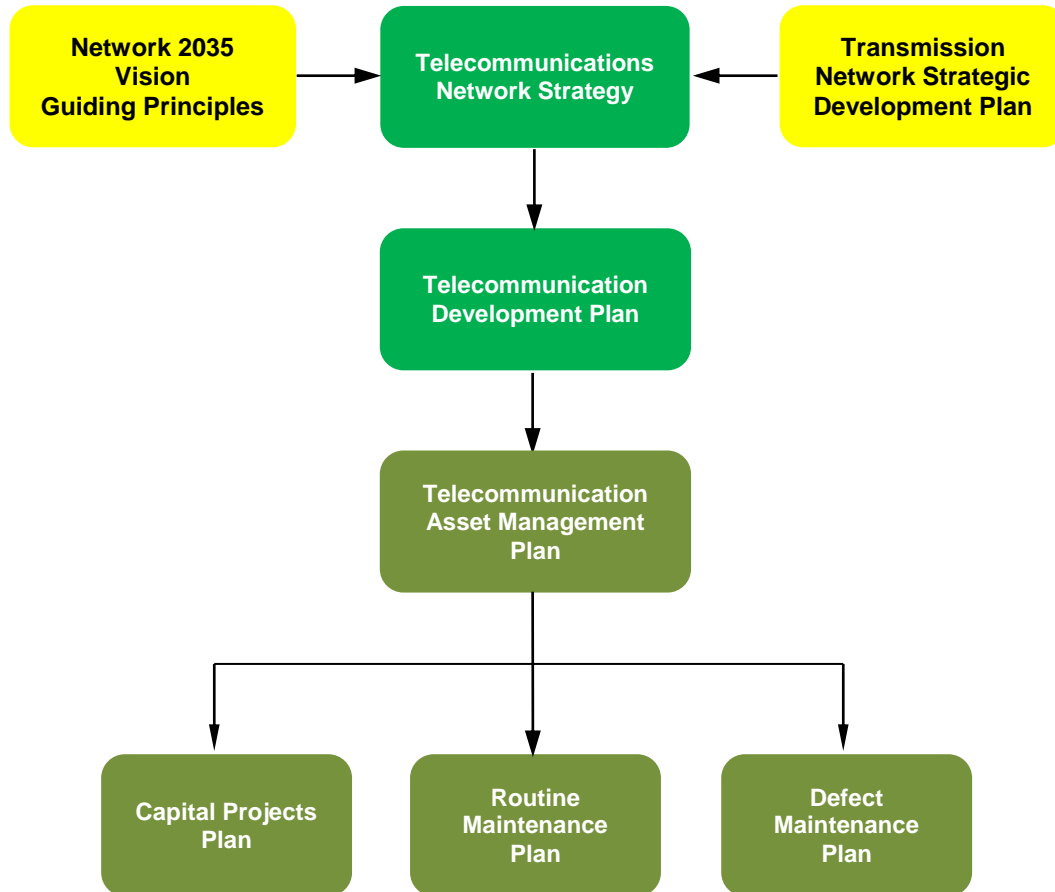 Network 2035
Vision
Guiding Principles
Telecommunications
Network Strategy
Transmission
Network Strategic
Development Plan
Telecommunication
Development Plan
Telecommunication
Asset Management
Plan
Capital Projects
Plan
Routine
Maintenance
Plan
Defect
Maintenance
Plan